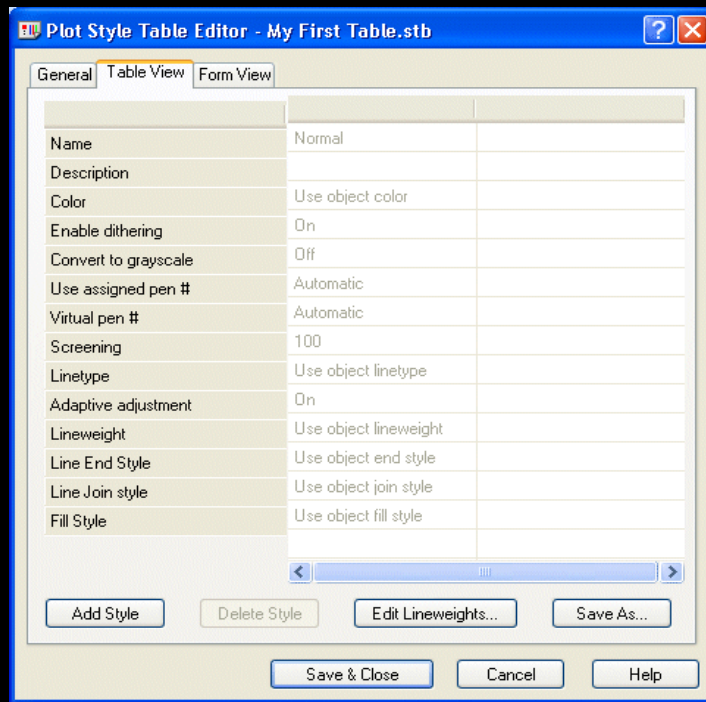 Plot Style Table Editor - My First Table.stb
General Table View Form View
Name Normal
Description
Color Use object color
Enable dithering On
Convert to grayscale Off
Use assigned pen # Automatic
Virtual pen # Automatic
Screening 100
Linetype Use object linetype
Adaptive adjustment On
Lineweight Use object lineweight
Line End Style Use object end style
Line Join style Use object join style
Fill Style Use object fill style
Add Style Delete Style Edit Lineweights... Save As...
Save & Close Cancel Help